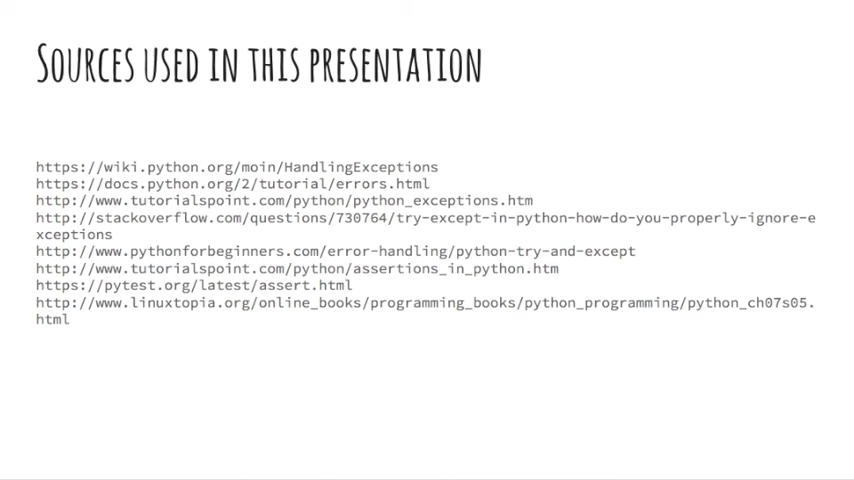 Sources used in this presentation
https://wiki.python.org/moin/HandlingExceptions
https://docs.python.org/2/tutorial/errors.html
http://www.tutorialspoint.com/python/python_exceptions.htm
http://stackoverflow.com/questions/730764/try-except-in-python-how-do-you-properly-ignore-e
xceptions
http://www.pythonforbeginners.com/error-handling/python-try-and-except
http://www.tutorialspoint.com/python/assertions_in_python.htm
https://pytest.org/latest/assert.html
http://www.linuxtopia.org/online_books/programming_books/python_programming/python_ch07s05.
html